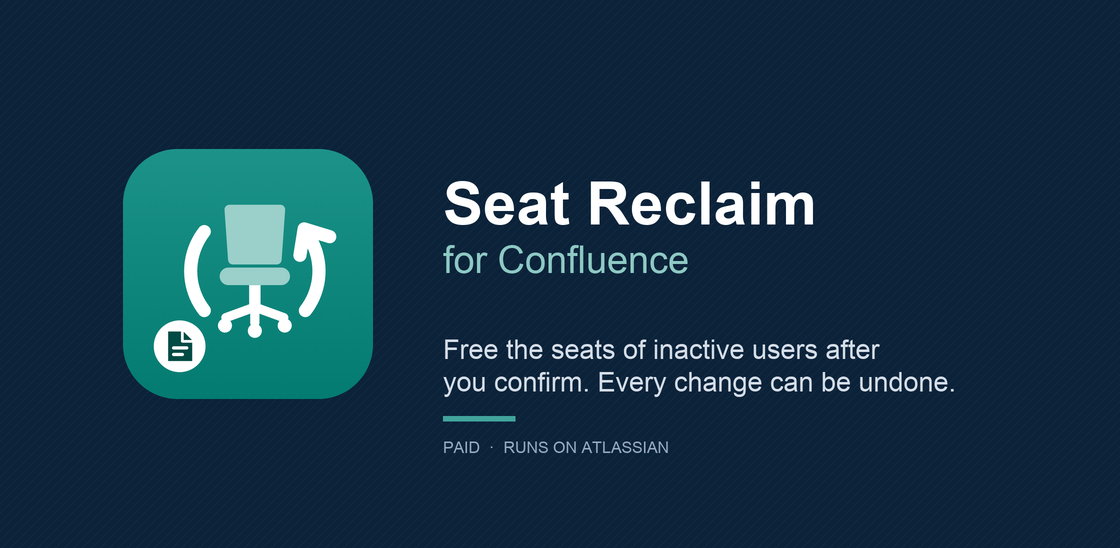 Seat Reclaim
for Confluence
Free the seats of inactive users after
you confirm. Every change can be undone.
PAID · RUNS ON ATLASSIAN